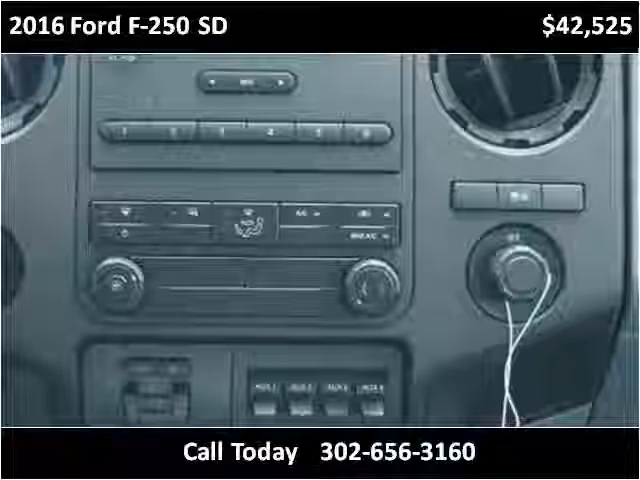 2016 Ford F-250 SD $42,525
1 2 3 4 5 6
A/C
MAX A/C
AUX 1 AUX 2 AUX 3 AUX 4
Call Today 302-656-3160